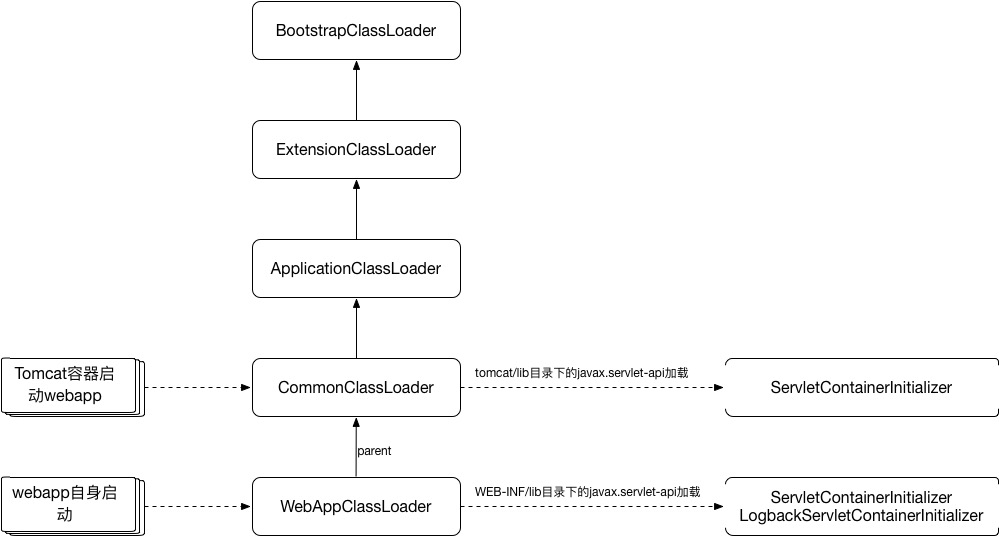 BootstrapClassLoader
ExtensionClassLoader
ApplicationClassLoader
Tomcat容器启
动webapp
CommonClassLoader
tomcat/lib目录下的javax.servlet-api加载
ServletContainerInitializer
parent
webapp自身启
动
WebAppClassLoader
WEB-INF/lib目录下的javax.servlet-api加载
ServletContainerInitializer
LogbackServletContainerInitializer